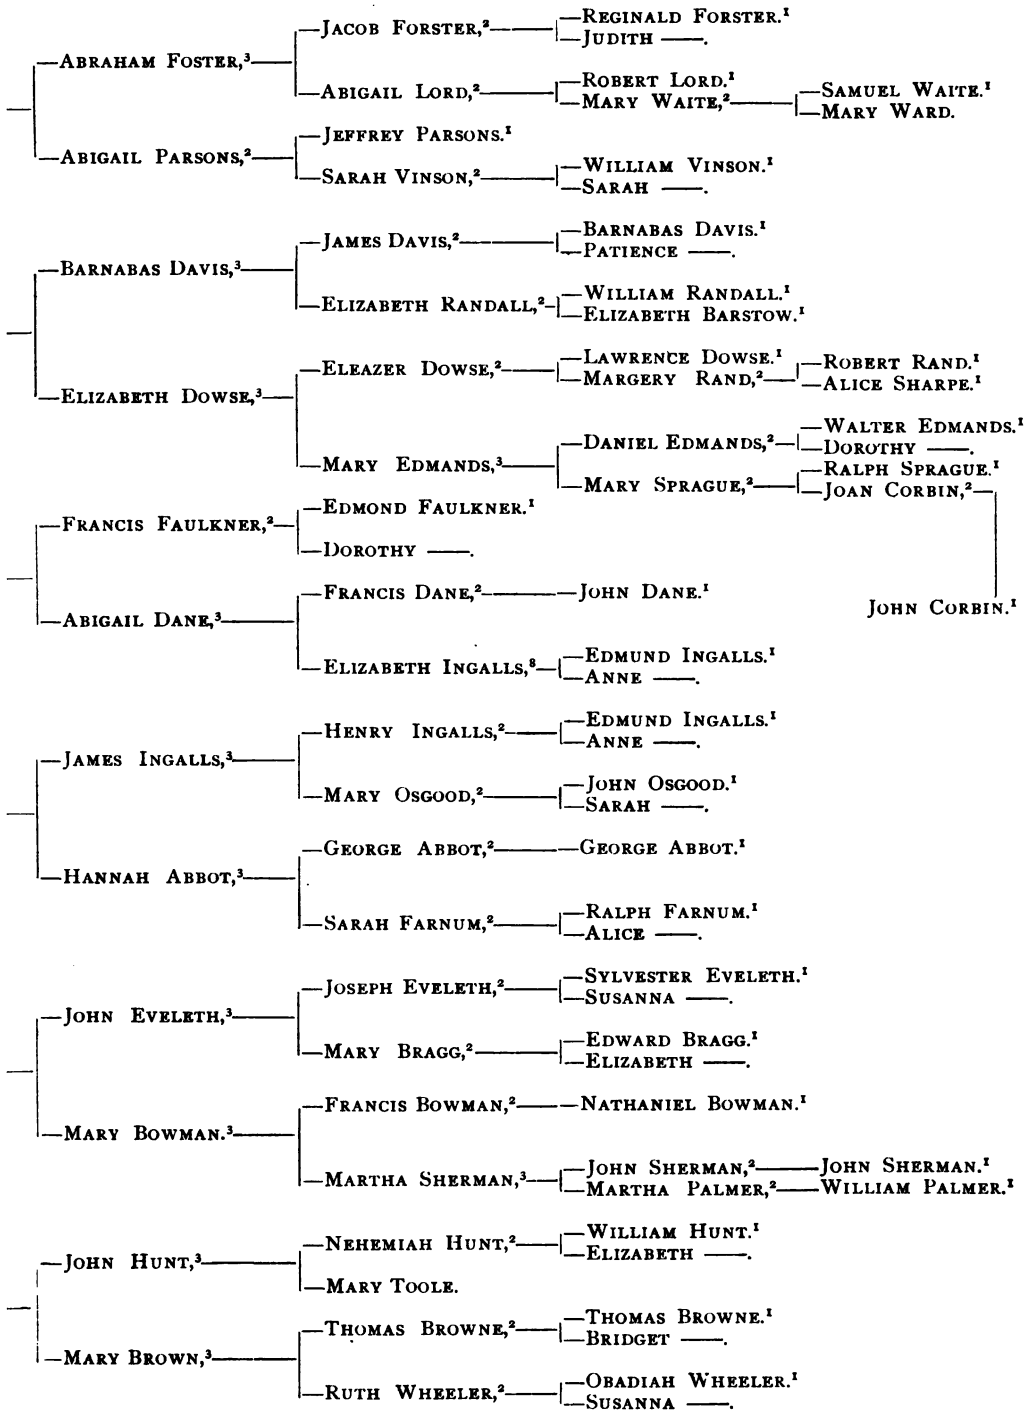 REGINALD FORSTER.¹
JACOB FORSTER,²
JUDITH ——.
ABRAHAM FOSTER,³
ROBERT LORD.¹
ABIGAIL LORD,²
SAMUEL WAITE.¹
MARY WAITE,²
MARY WARD.
JEFFREY PARSONS.¹
ABIGAIL PARSONS,²
WILLIAM VINSON.¹
SARAH VINSON,²
SARAH ——.
BARNABAS DAVIS.¹
JAMES DAVIS,²
PATIENCE ——.
BARNABAS DAVIS,³
WILLIAM RANDALL.¹
ELIZABETH RANDALL,²
ELIZABETH BARSTOW.¹
LAWRENCE DOWSE.¹
ROBERT RAND.¹
ELEAZER DOWSE,²
MARGERY RAND,²
ALICE SHARPE.¹
ELIZABETH DOWSE,³
WALTER EDMANDS.¹
DANIEL EDMANDS,²
DOROTHY ——.
MARY EDMANDS,³
RALPH SPRAGUE.¹
MARY SPRAGUE,²
JOAN CORBIN,²
EDMOND FAULKNER.¹
FRANCIS FAULKNER,²
DOROTHY ——.
FRANCIS DANE,² JOHN DANE.¹
JOHN CORBIN.¹
ABIGAIL DANE,³
EDMUND INGALLS.¹
ELIZABETH INGALLS,⁸
ANNE ——.
EDMUND INGALLS.¹
HENRY INGALLS,²
ANNE ——.
JAMES INGALLS,³
JOHN OSGOOD.¹
MARY OSGOOD,²
SARAH ——.
GEORGE ABBOT,² GEORGE ABBOT.¹
HANNAH ABBOT,³
RALPH FARNUM.¹
SARAH FARNUM,²
ALICE ——.
SYLVESTER EVELETH.¹
JOSEPH EVELETH,²
SUSANNA ——.
JOHN EVELETH,³
EDWARD BRAGG.¹
MARY BRAGG,²
ELIZABETH ——.
FRANCIS BOWMAN,² NATHANIEL BOWMAN.¹
MARY BOWMAN.³
JOHN SHERMAN,² JOHN SHERMAN.¹
MARTHA SHERMAN,³
MARTHA PALMER,² WILLIAM PALMER.¹
WILLIAM HUNT.¹
NEHEMIAH HUNT,²
ELIZABETH ——.
JOHN HUNT,³
MARY TOOLE.
THOMAS BROWNE.¹
THOMAS BROWNE,²
BRIDGET ——.
MARY BROWN,³
OBADIAH WHEELER.¹
RUTH WHEELER,²
SUSANNA ——.